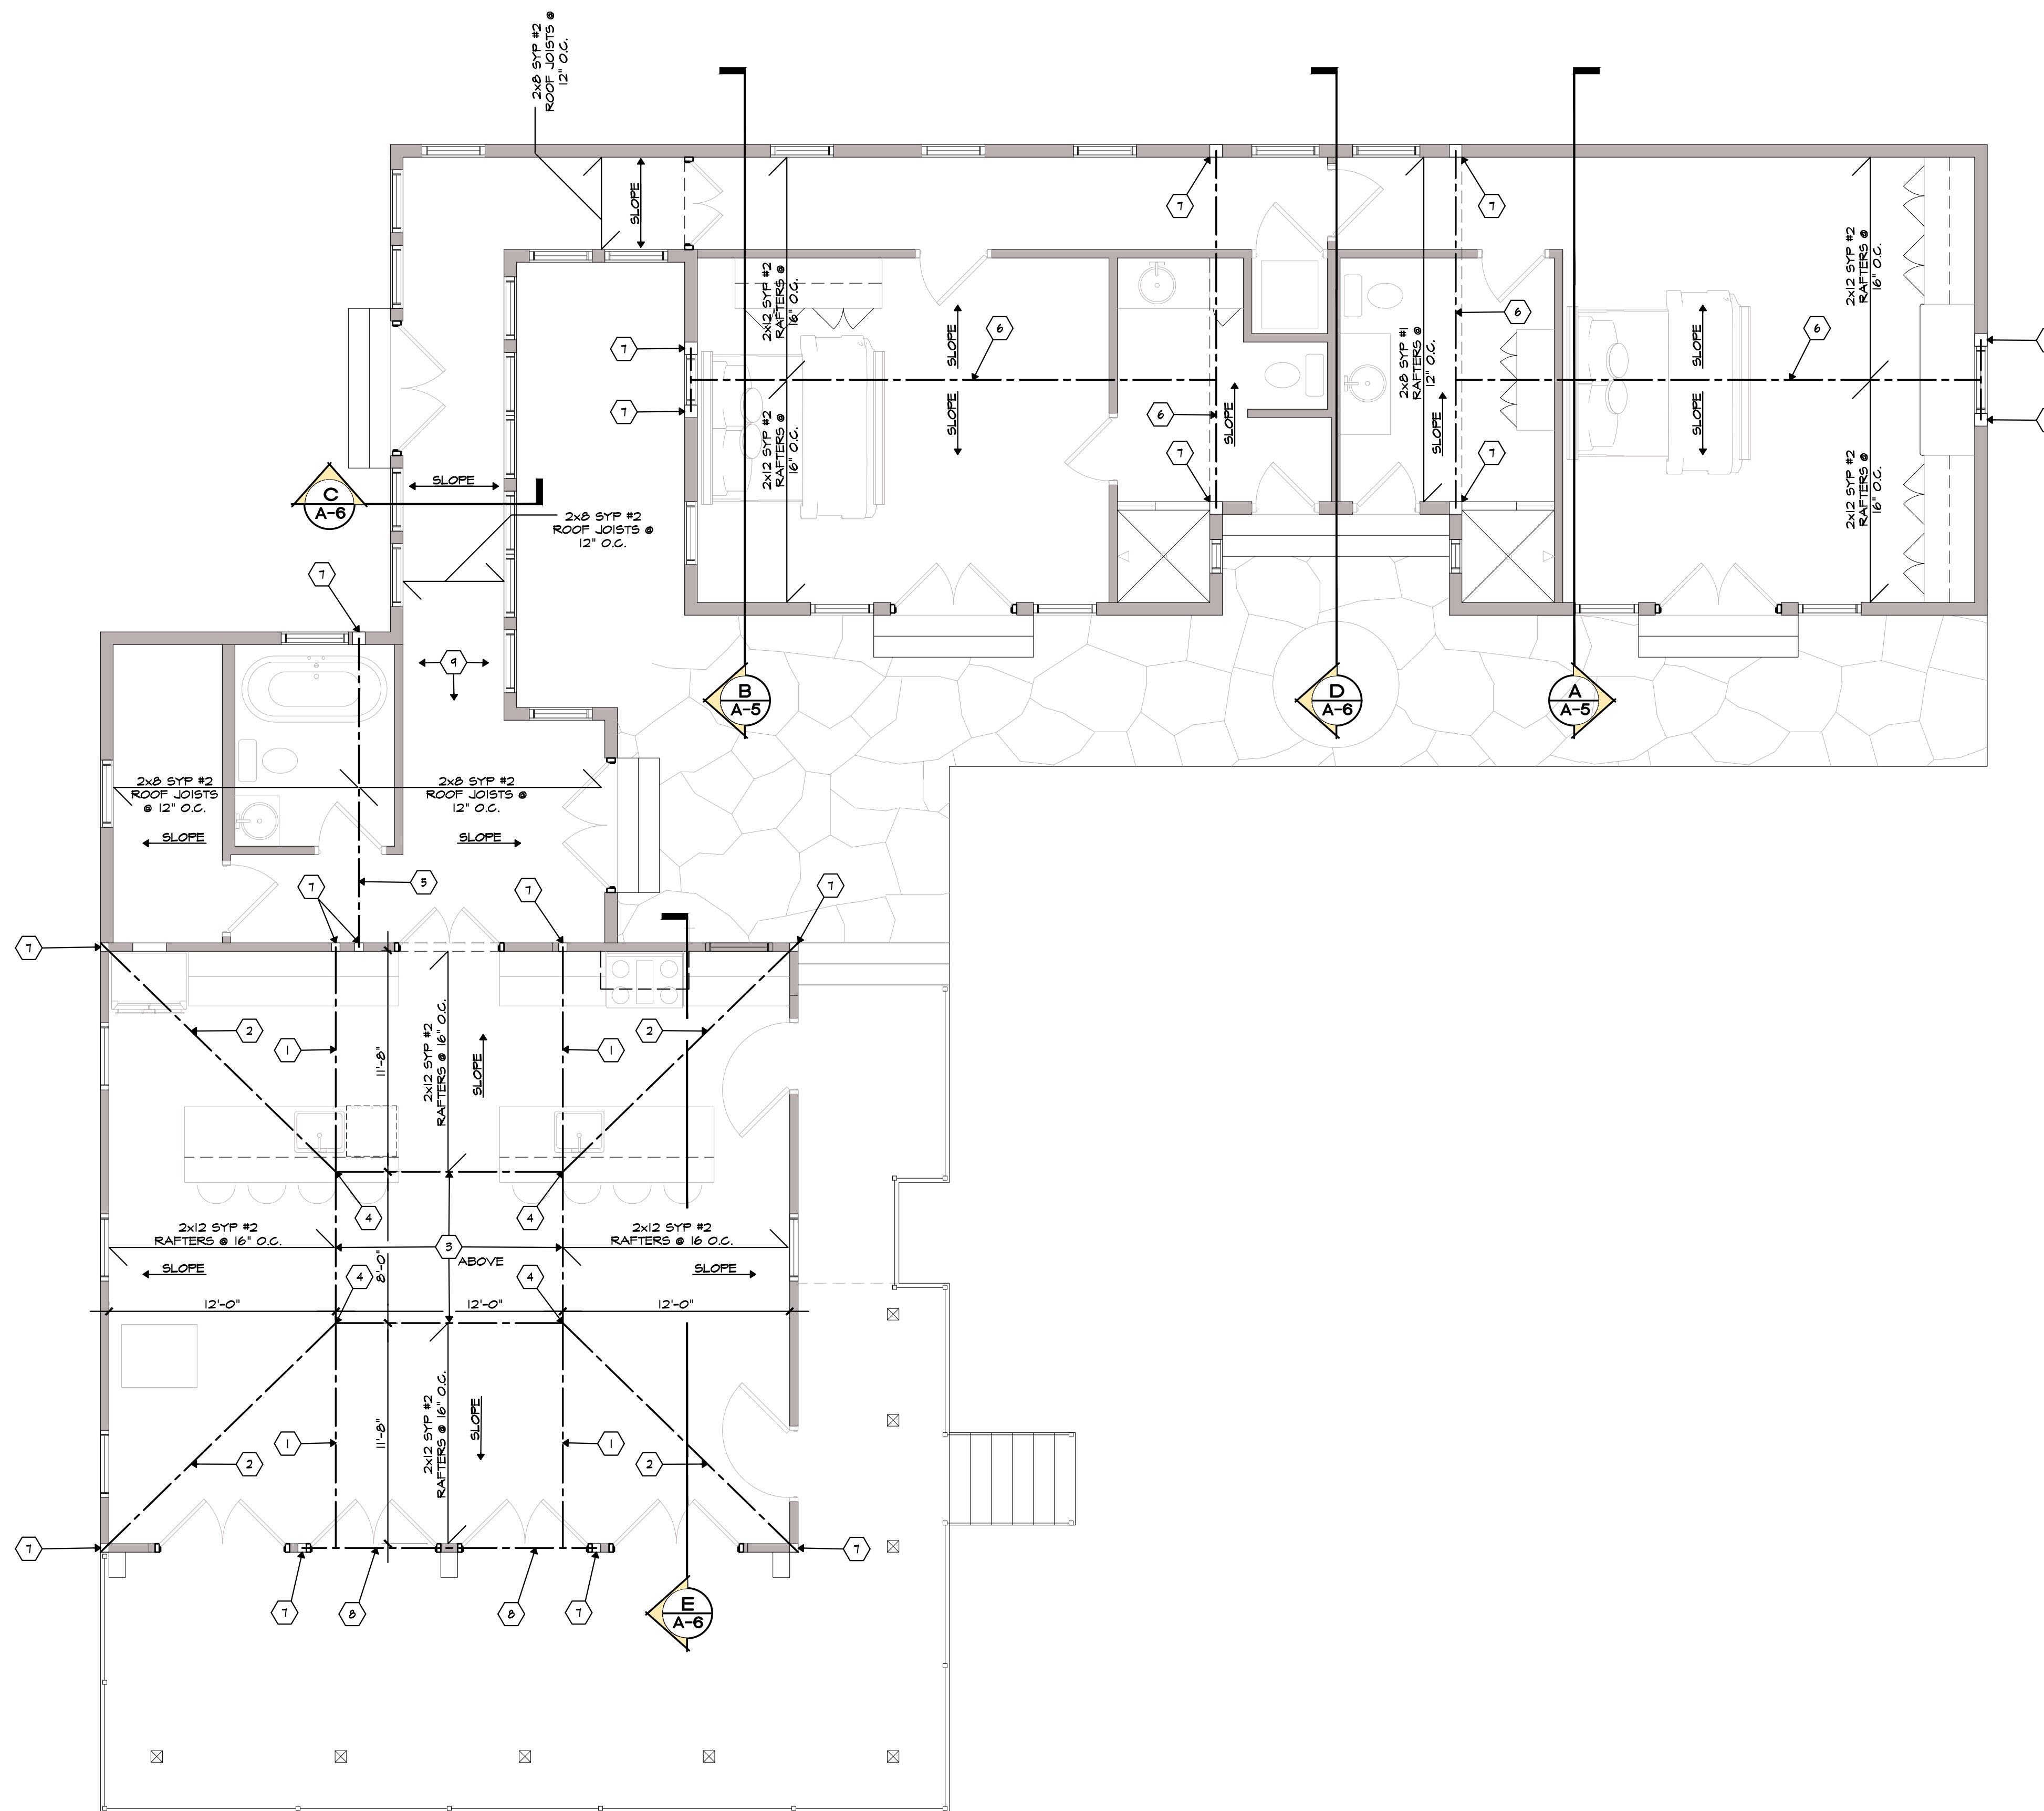 2x8 SYP #2
ROOF JOISTS @
12" O.C.
SLOPE
7
7
2x12 SYP #2
RAFTERS @
16" O.C.
2x12 SYP #2
RAFTERS @
16" O.C.
SLOPE
6
7
7
2x12 SYP #2
RAFTERS @
16" O.C.
SLOPE
6
SLOPE
7
2x8 SYP #1
RAFTERS @
12" O.C.
SLOPE
6
7
SLOPE
SLOPE
6
2x12 SYP #2
RAFTERS @
16" O.C.
SLOPE
C
A-6
SLOPE
2x8 SYP #2
ROOF JOISTS @
12" O.C.
7
9
B
A-5
D
A-6
A
A-5
2x8 SYP #2
ROOF JOISTS
@ 12" O.C.
SLOPE
2x8 SYP #2
ROOF JOISTS @
12" O.C.
SLOPE
5
7
7
7
7
2
1
11'-8"
2x12 SYP #2
RAFTERS @ 16" O.C.
SLOPE
1
2
4
4
2x12 SYP #2
RAFTERS @ 16" O.C.
SLOPE
3
ABOVE
8'-0"
2x12 SYP #2
RAFTERS @ 16 O.C.
SLOPE
4
4
12'-0"
12'-0"
12'-0"
2
1
11'-8"
2x12 SYP #2
RAFTERS @ 16" O.C.
SLOPE
1
2
7
7
7
8
8
7
E
A-6